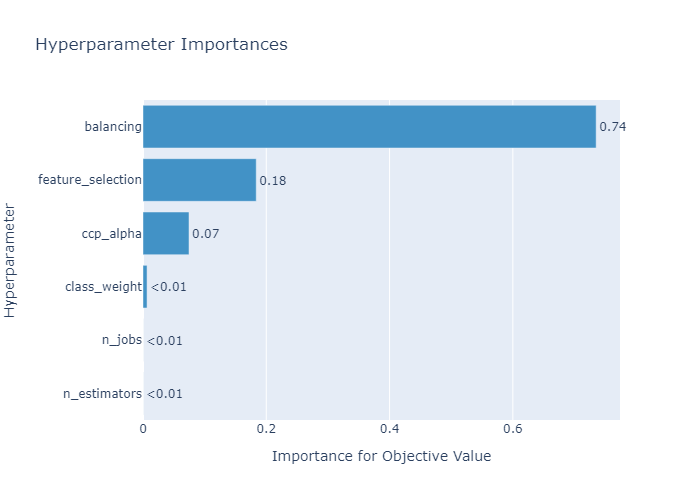 Hyperparameter Importances
Hyperparameter
balancing 0.74
feature_selection 0.18
ccp_alpha 0.07
class_weight <0.01
n_jobs <0.01
n_estimators <0.01
0 0.2 0.4 0.6
Importance for Objective Value